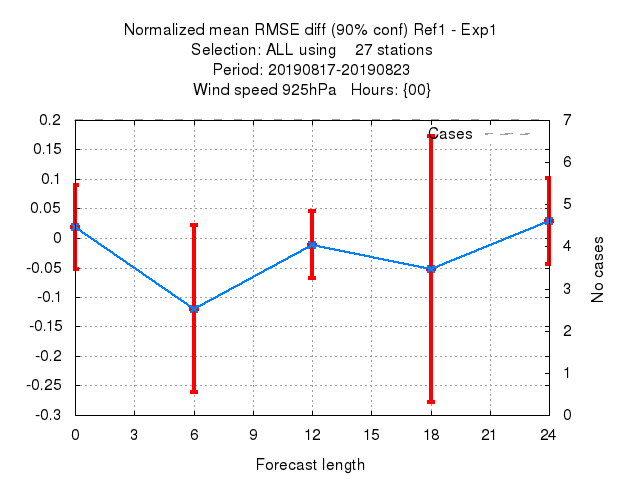 Normalized mean RMSE diff (90% conf) Ref1 - Exp1
Selection: ALL using    27 stations
Period: 20190817-20190823
Wind speed 925hPa   Hours: {00}
Cases
0.2
0.15
0.1
0.05
0
-0.05
-0.1
-0.15
-0.2
-0.25
-0.3
7
6
5
4
3
2
1
0
No cases
0 3 6 9 12 15 18 21 24
Forecast length